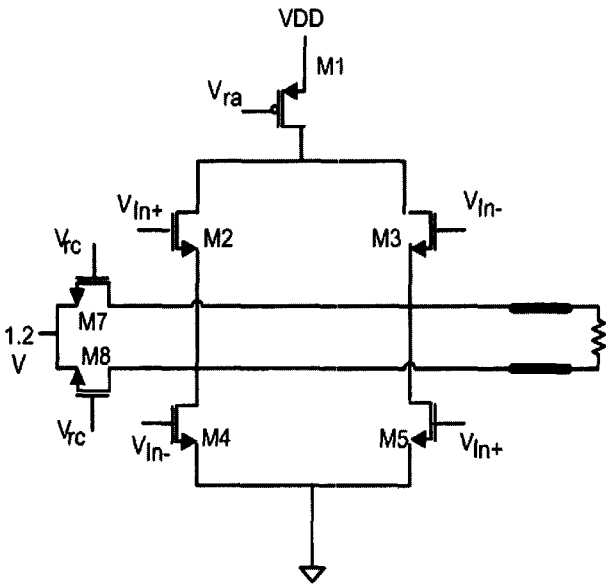 VDD
M1
Vra
VIn+
VIn-
M2
M3
Vrc
M7
1.2
V
M8
Vrc
VIn-
M4
M5
VIn+